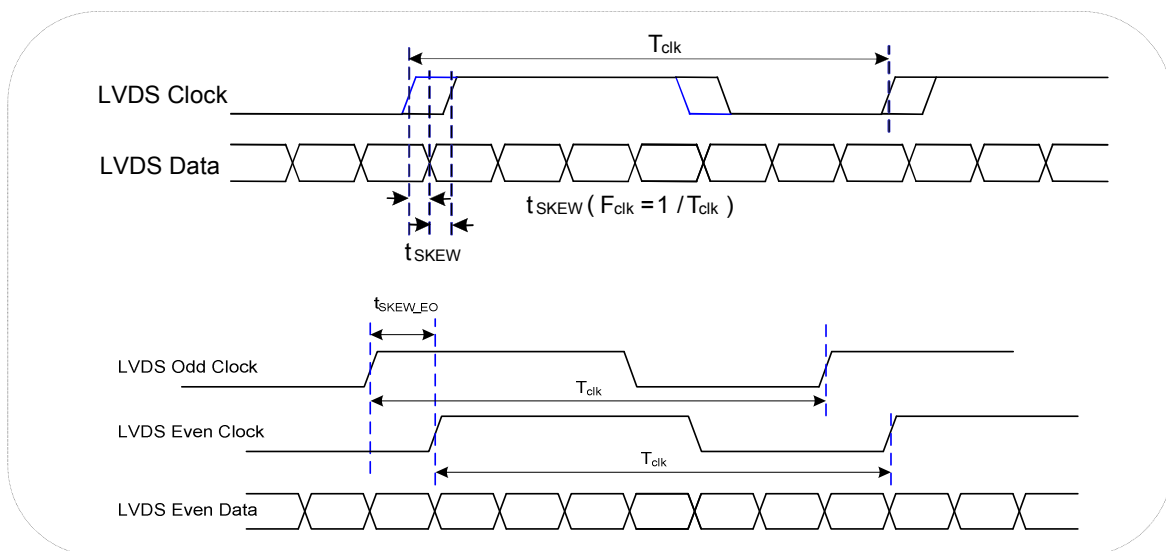 Tclk
LVDS Clock
LVDS Data
tSKEW ( Fclk = 1 / Tclk )
tSKEW
tSKEW_EO
LVDS Odd Clock
Tclk
LVDS Even Clock
Tclk
LVDS Even Data